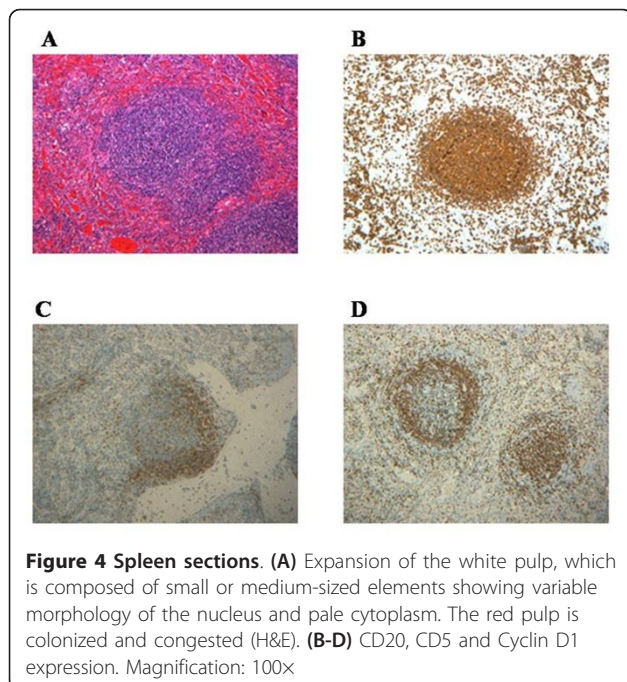 A
B
C
D
Figure 4 Spleen sections. (A) Expansion of the white pulp, which
is composed of small or medium-sized elements showing variable
morphology of the nucleus and pale cytoplasm. The red pulp is
colonized and congested (H&E). (B-D) CD20, CD5 and Cyclin D1
expression. Magnification: 100×